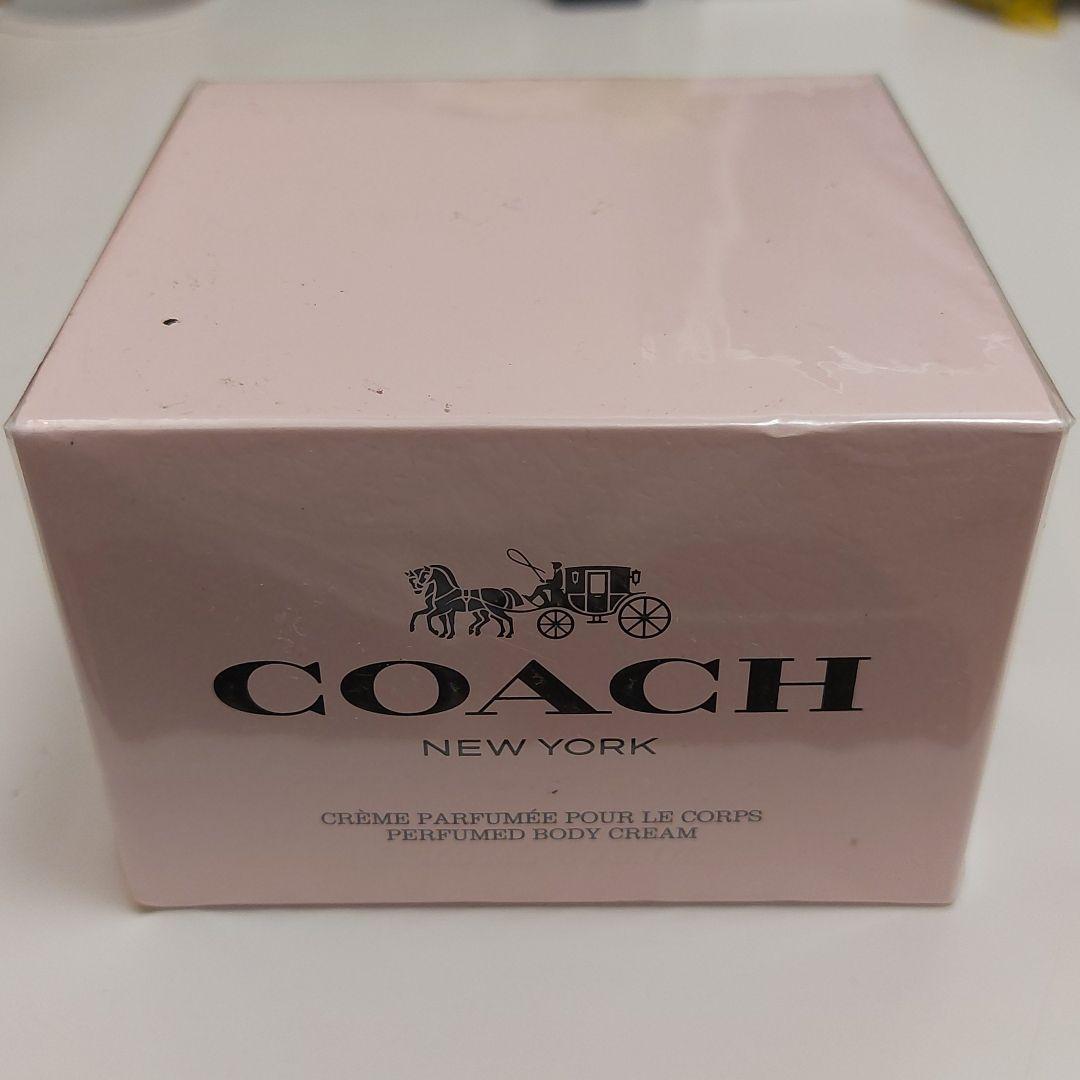 COACH
NEW YORK
CRÈME PARFUMÉE POUR LE CORPS
PERFUMED BODY CREAM